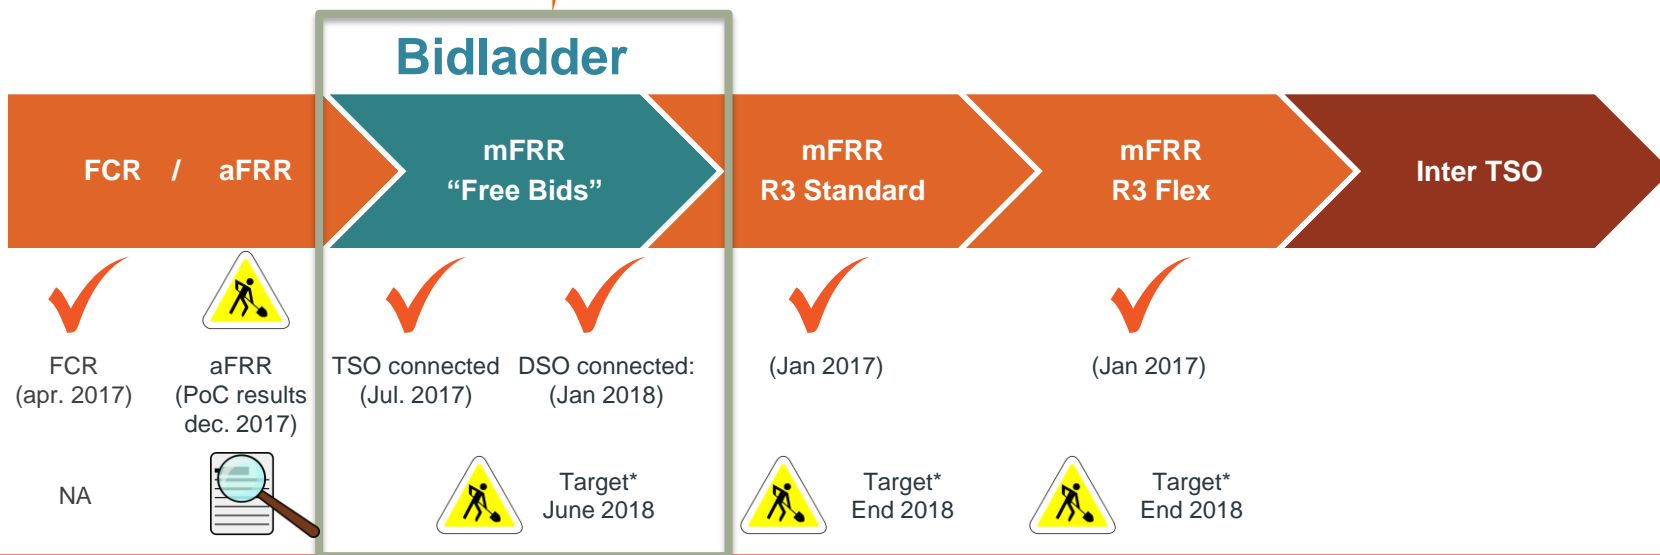 Bidladder
FCR / aFRR
mFRR
“Free Bids”
mFRR
R3 Standard
mFRR
R3 Flex
Inter TSO
FCR
(apr. 2017)
aFRR
(PoC results
dec. 2017)
TSO connected
(Jul. 2017)
DSO connected:
(Jan 2018)
(Jan 2017)
(Jan 2017)
NA
Target*
June 2018
Target*
End 2018
Target*
End 2018